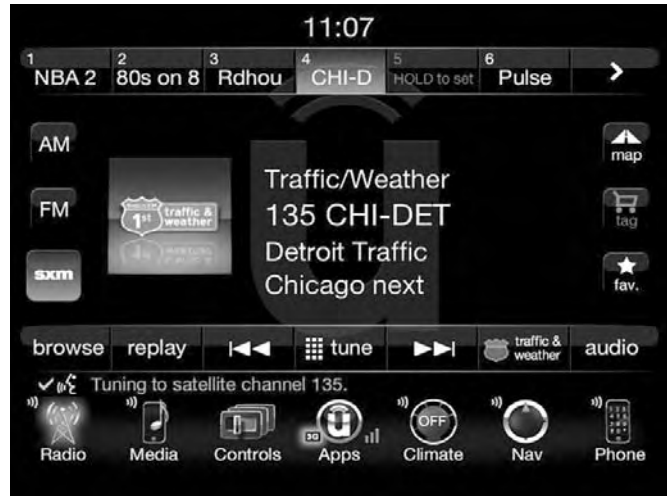 11:07
1 NBA 2
2 80s on 8
3 Rdhou
4 CHI-D
5 HOLD to set
6 Pulse
AM
map
FM
1st traffic & weather
Traffic/Weather
135 CHI-DET
Detroit Traffic
Chicago next
tag
sxm
fav.
browse
replay
tune
traffic & weather
audio
Tuning to satellite channel 135.
Radio
Media
Controls
3G
Apps
OFF
Climate
Nav
Phone